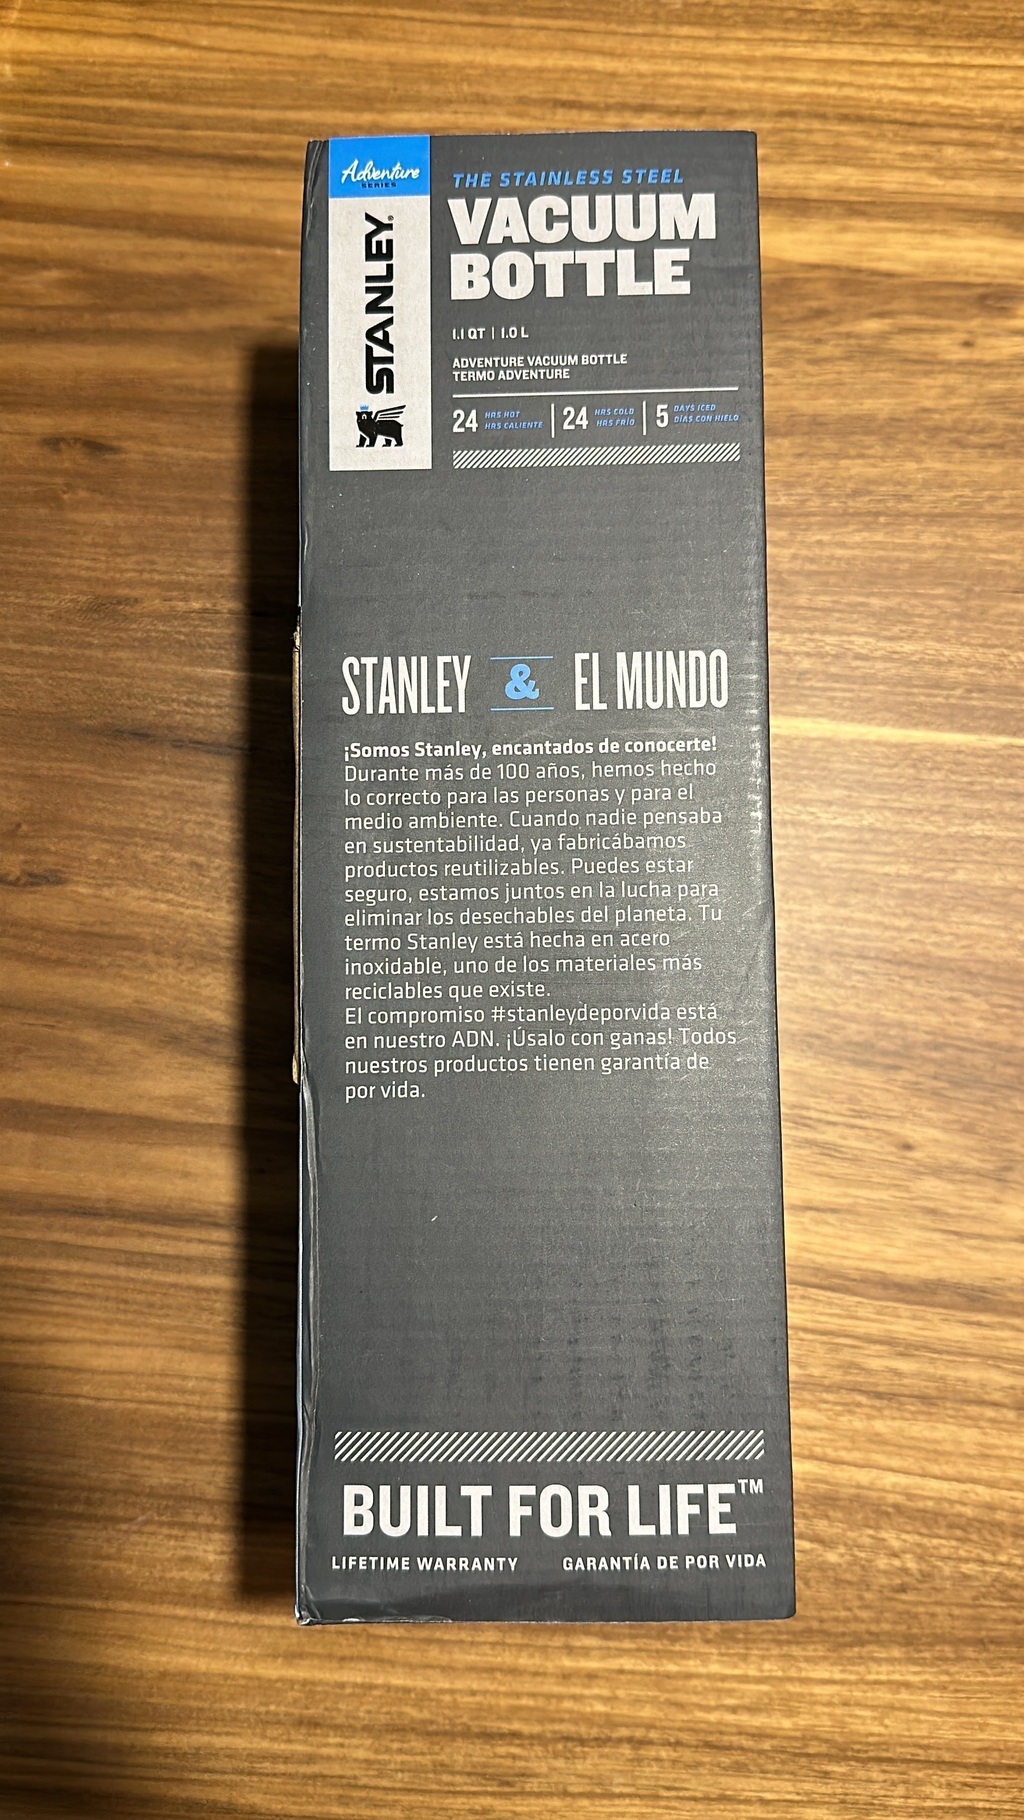 Adventure
SERIES
STANLEY®
THE STAINLESS STEEL
VACUUM
BOTTLE
1.1 QT | 1.0 L
ADVENTURE VACUUM BOTTLE
TERMO ADVENTURE
24 HRS HOT HRS CALIENTE | 24 HRS COLD HRS FRÍO | 5 DAYS ICED DÍAS CON HIELO
STANLEY & EL MUNDO
¡Somos Stanley, encantados de conocerte!
Durante más de 100 años, hemos hecho
lo correcto para las personas y para el
medio ambiente. Cuando nadie pensaba
en sustentabilidad, ya fabricábamos
productos reutilizables. Puedes estar
seguro, estamos juntos en la lucha para
eliminar los desechables del planeta. Tu
termo Stanley está hecha en acero
inoxidable, uno de los materiales más
reciclables que existe.
El compromiso #stanleydeporvida está
en nuestro ADN. ¡Úsalo con ganas! Todos
nuestros productos tienen garantía de
por vida.
BUILT FOR LIFE™
LIFETIME WARRANTY GARANTÍA DE POR VIDA